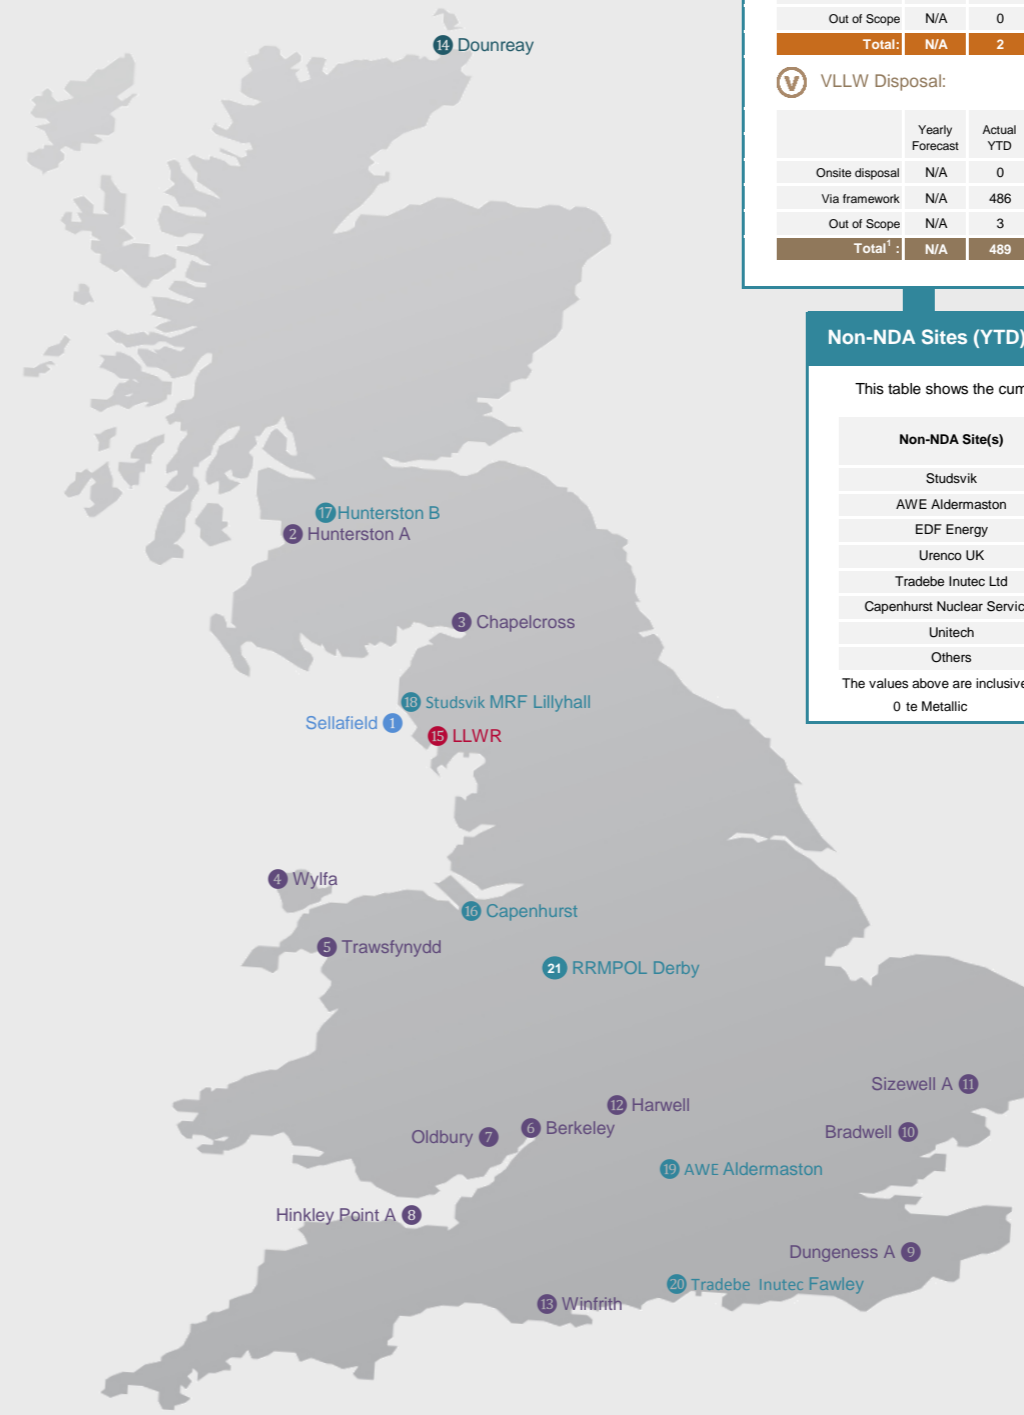 Out of Scope N/A 0
Total: N/A 2
V VLLW Disposal:
Yearly Forecast Actual YTD
Onsite disposal N/A 0
Via framework N/A 486
Out of Scope N/A 3
Total1 : N/A 489
Non-NDA Sites (YTD)
This table shows the cum
Non-NDA Site(s)
Studsvik
AWE Aldermaston
EDF Energy
Urenco UK
Tradebe Inutec Ltd
Capenhurst Nuclear Servic
Unitech
Others
The values above are inclusive
0 te Metallic
14 Dounreay
17 Hunterston B
2 Hunterston A
3 Chapelcross
18 Studsvik MRF Lillyhall
Sellafield 1
15 LLWR
4 Wylfa
16 Capenhurst
5 Trawsfynydd
21 RRMPOL Derby
Sizewell A 11
12 Harwell
6 Berkeley
Bradwell 10
Oldbury 7
19 AWE Aldermaston
Hinkley Point A 8
Dungeness A 9
20 Tradebe Inutec Fawley
13 Winfrith